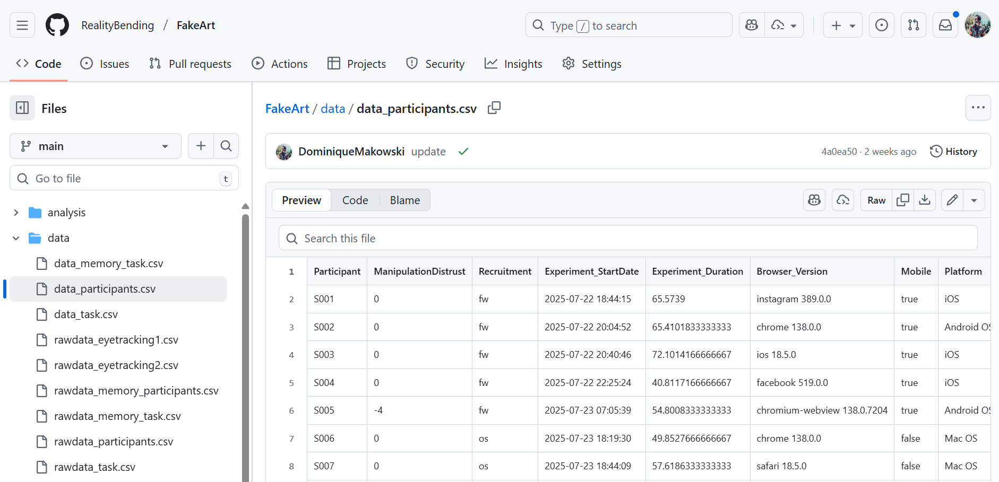 RealityBending / FakeArt
Type / to search
Code
Issues
Pull requests
Actions
Projects
Security
Insights
Settings
Files
main
Go to file
t
analysis
data
data_memory_task.csv
data_participants.csv
data_task.csv
rawdata_eyetracking1.csv
rawdata_eyetracking2.csv
rawdata_memory_participants.csv
rawdata_memory_task.csv
rawdata_participants.csv
rawdata_task.csv
FakeArt / data / data_participants.csv
DominiqueMakowski update
4a0ea50 · 2 weeks ago
History
Preview
Code
Blame
Raw
Search this file
1 Participant ManipulationDistrust Recruitment Experiment_StartDate Experiment_Duration Browser_Version Mobile Platform
2 S001 0 fw 2025-07-22 18:44:15 65.5739 instagram 389.0.0 true iOS
3 S002 0 fw 2025-07-22 20:04:52 65.4101833333333 chrome 138.0.0 true Android OS
4 S003 0 fw 2025-07-22 20:40:46 72.1014166666667 ios 18.5.0 true iOS
5 S004 0 fw 2025-07-22 22:25:24 40.8117166666667 facebook 519.0.0 true iOS
6 S005 -4 fw 2025-07-23 07:05:39 54.8008333333333 chromium-webview 138.0.7204 true Android OS
7 S006 0 os 2025-07-23 18:19:30 49.8527666666667 chrome 138.0.0 false Mac OS
8 S007 0 os 2025-07-23 18:44:09 57.6186333333333 safari 18.5.0 false Mac OS